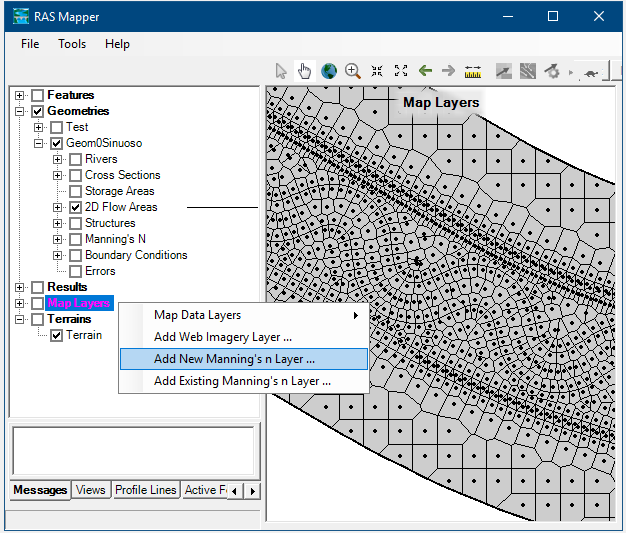 RAS Mapper
File Tools Help
Map Layers
Features
Geometries
Test
Geom0Sinuoso
Rivers
Cross Sections
Storage Areas
2D Flow Areas
Structures
Manning's N
Boundary Conditions
Errors
Results
Map Layers
Terrains
Terrain
Map Data Layers
Add Web Imagery Layer ...
Add New Manning's n Layer ...
Add Existing Manning's n Layer ...
Messages Views Profile Lines Active F